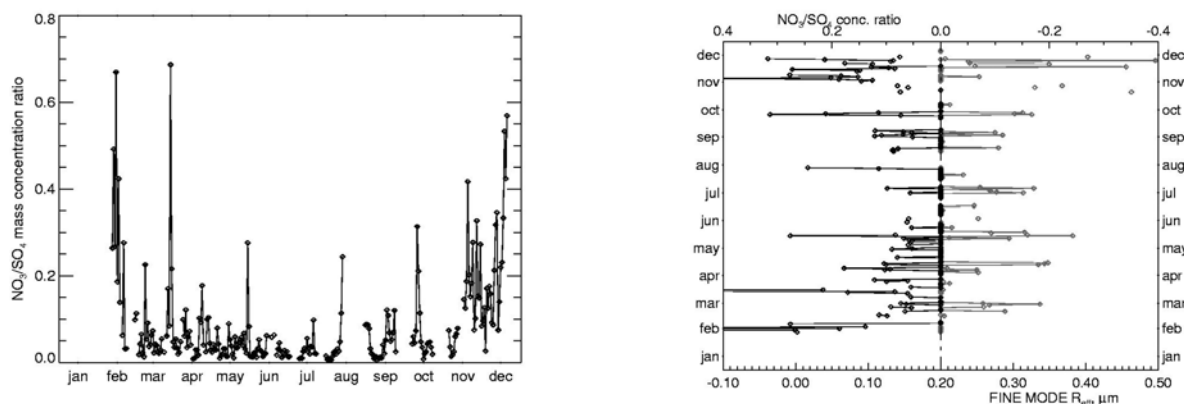 0.8
0.6
0.4
0.2
0.0
NO3/SO4 mass concentration ratio
jan feb mar apr may jun jul aug sep oct nov dec
NO3/SO4 conc. ratio
0.4 0.2 0.0 -0.2 -0.4
dec dec
nov nov
oct oct
sep sep
aug aug
jul jul
jun jun
may may
apr apr
mar mar
feb feb
jan jan
-0.10 0.00 0.10 0.20 0.30 0.40 0.50
FINE MODE Reff, µm